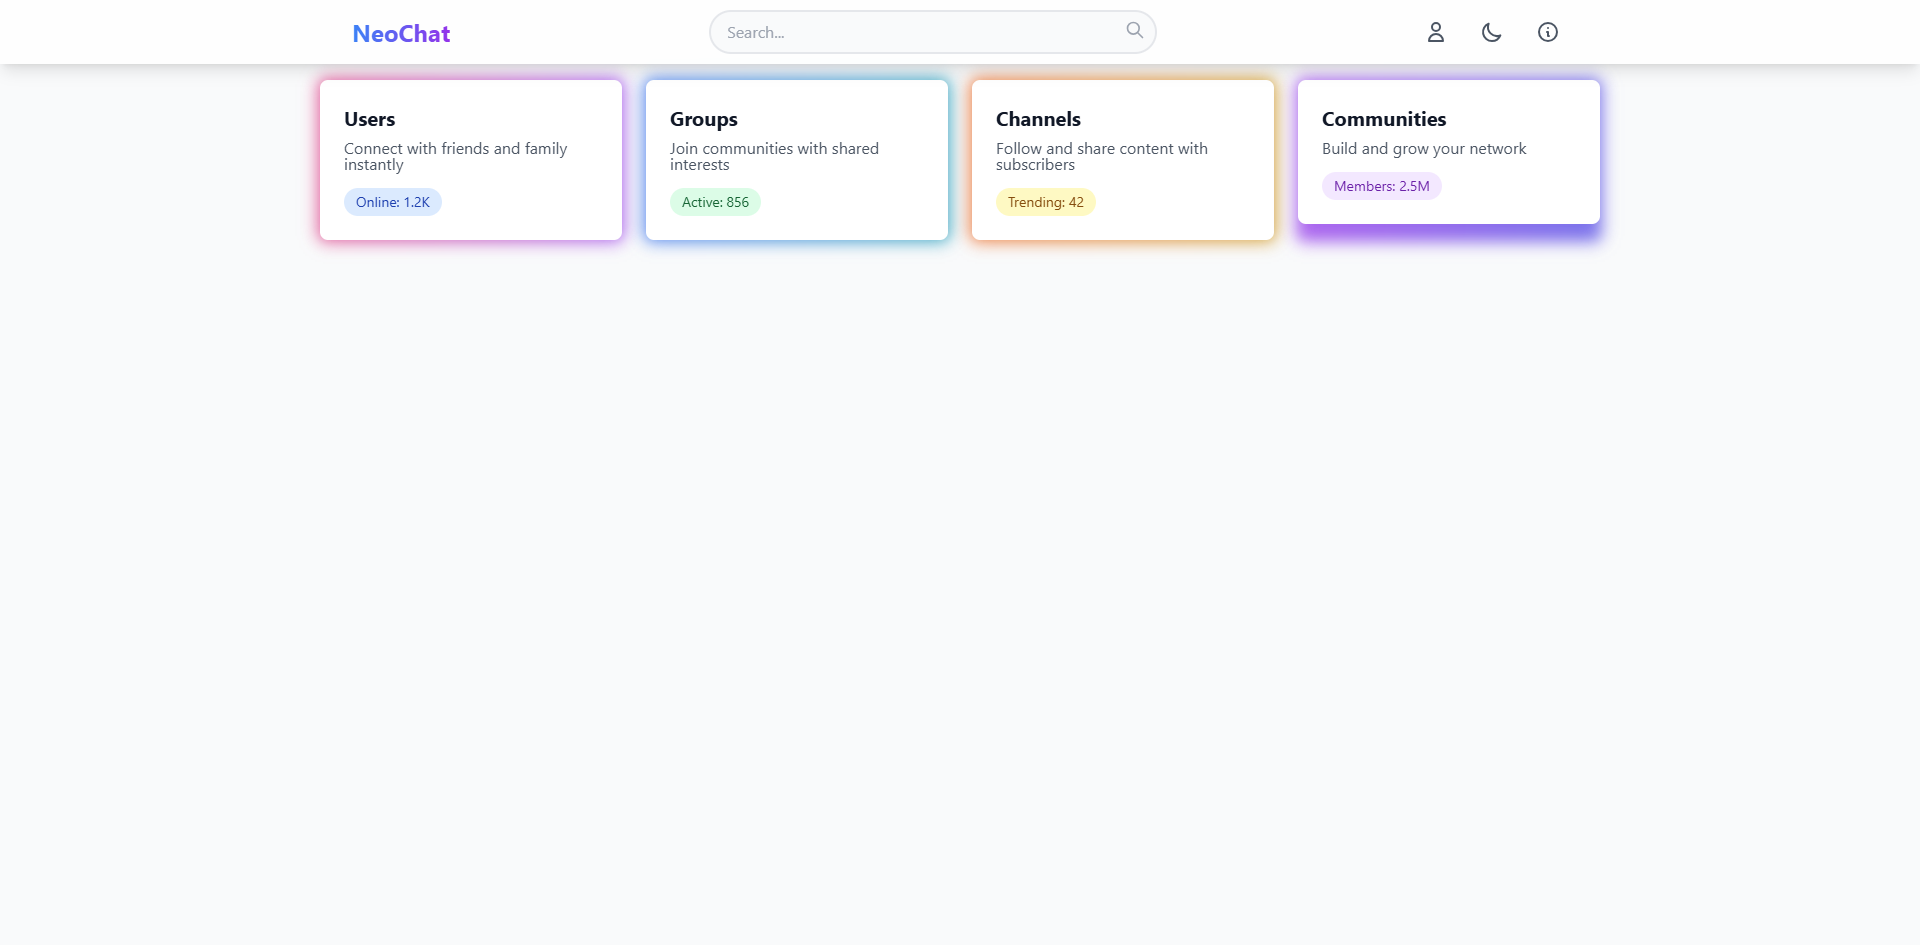 NeoChat
Search...
Users
Connect with friends and family
instantly
Online: 1.2K
Groups
Join communities with shared
interests
Active: 856
Channels
Follow and share content with
subscribers
Trending: 42
Communities
Build and grow your network
Members: 2.5M